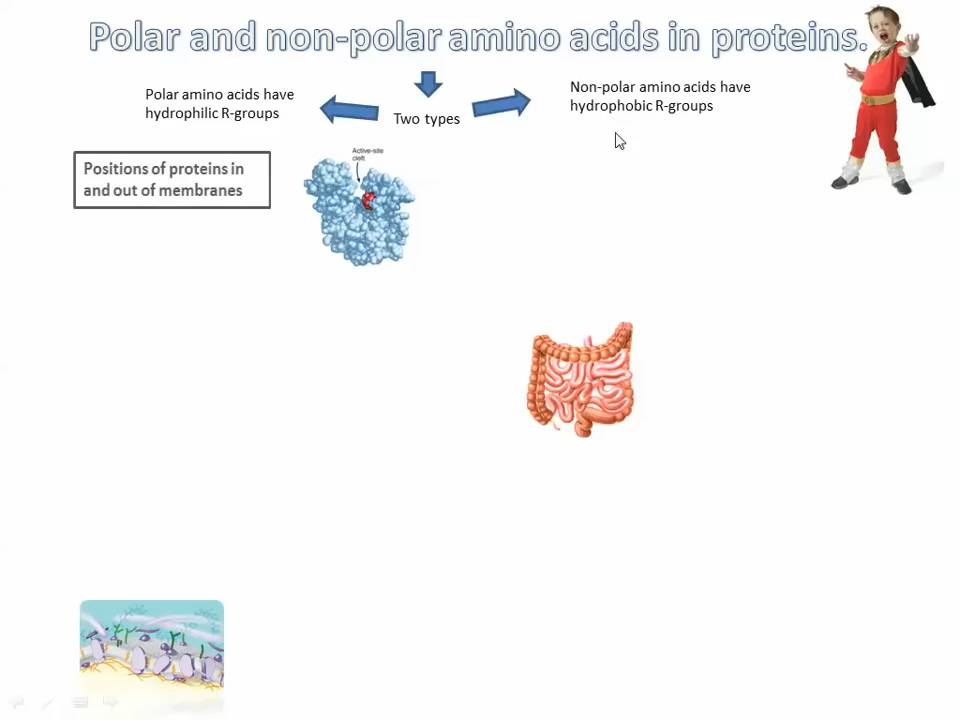 Polar and non-polar amino acids in proteins.
Polar amino acids have
hydrophilic R-groups
Two types
Non-polar amino acids have
hydrophobic R-groups
Positions of proteins in
and out of membranes
Active-site
cleft